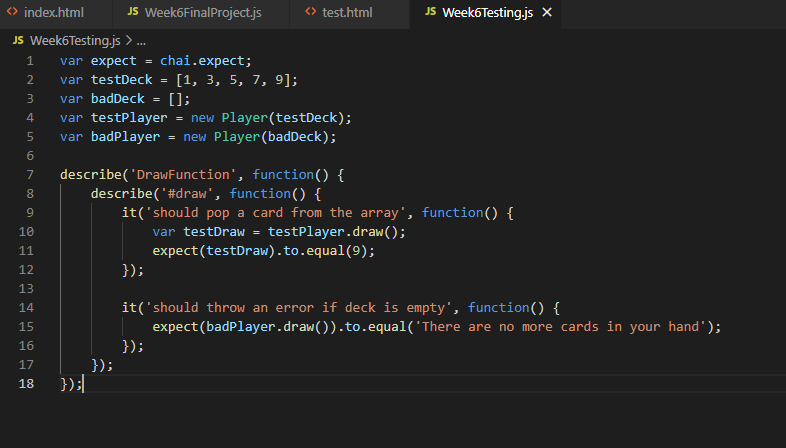 <> index.html JS Week6FinalProject.js <> test.html JS Week6Testing.js ×
JS Week6Testing.js > ...
1 var expect = chai.expect;
2 var testDeck = [1, 3, 5, 7, 9];
3 var badDeck = [];
4 var testPlayer = new Player(testDeck);
5 var badPlayer = new Player(badDeck);
6
7 describe('DrawFunction', function() {
8     describe('#draw', function() {
9         it('should pop a card from the array', function() {
10             var testDraw = testPlayer.draw();
11             expect(testDraw).to.equal(9);
12         });
13
14         it('should throw an error if deck is empty', function() {
15             expect(badPlayer.draw()).to.equal('There are no more cards in your hand');
16         });
17     });
18 });